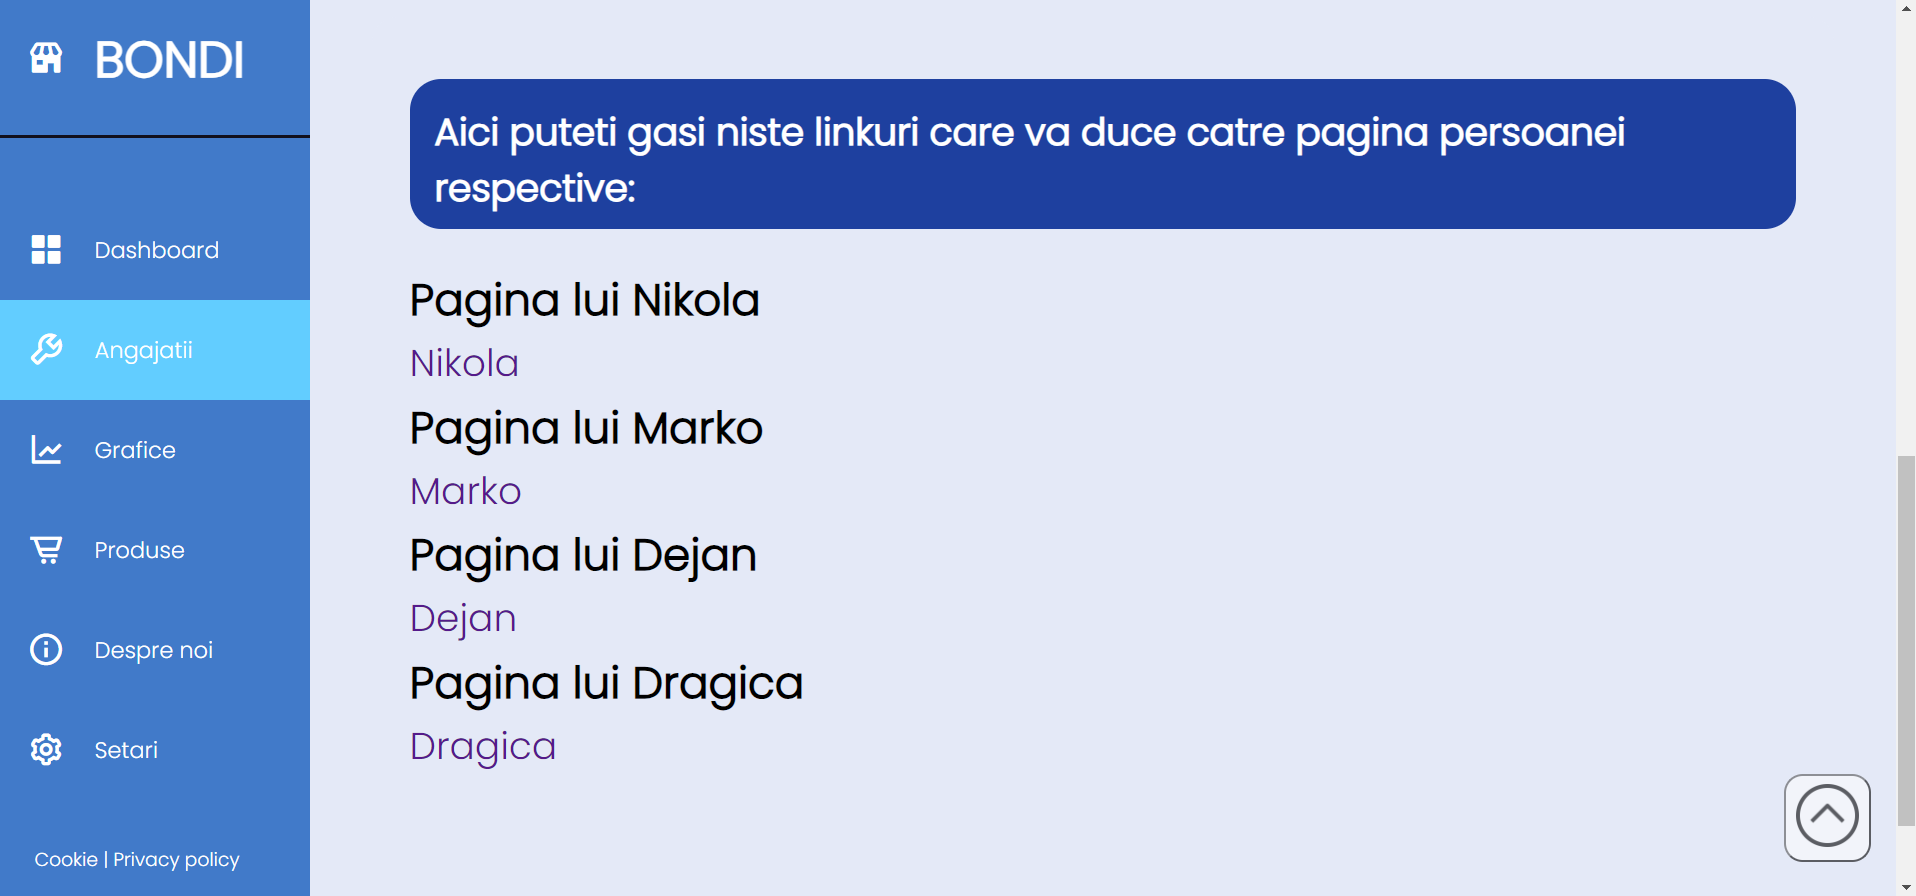 BONDI
Dashboard
Angajatii
Grafice
Produse
Despre noi
Setari
Cookie | Privacy policy
Aici puteti gasi niste linkuri care va duce catre pagina persoanei
respective:
Pagina lui Nikola
Nikola
Pagina lui Marko
Marko
Pagina lui Dejan
Dejan
Pagina lui Dragica
Dragica